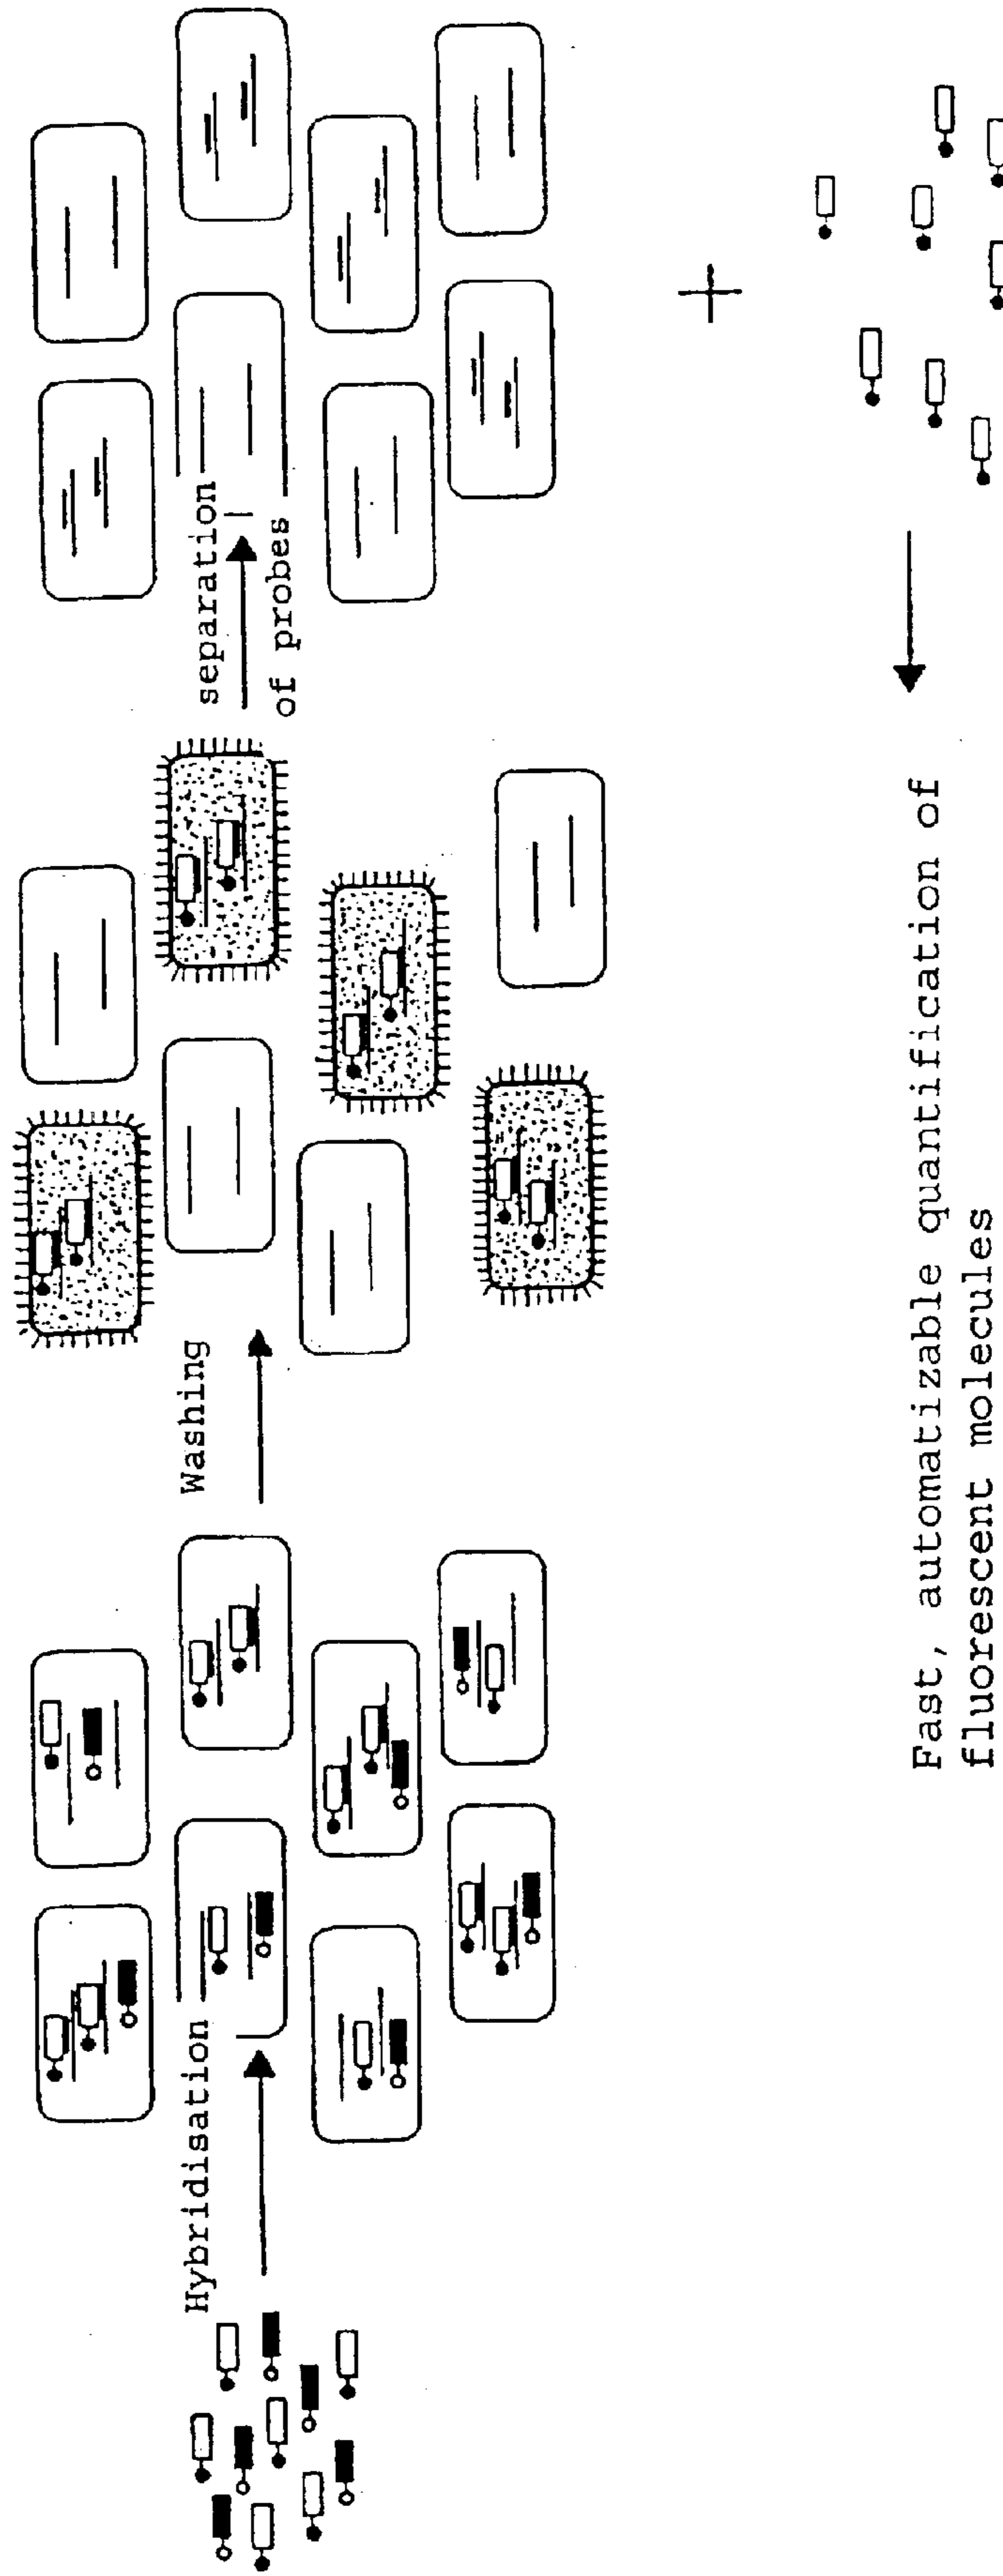 Hybridisation
Washing
separation
of probes
Fast, automatizable quantification of
fluorescent molecules